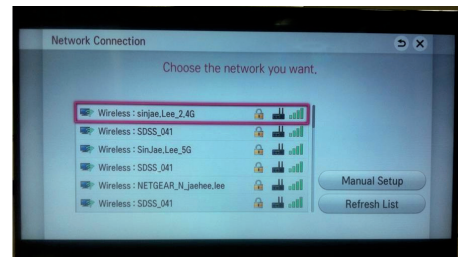 Network Connection
Choose the network you want.
Wireless : sinjae.Lee_2.4G
Wireless : SDSS_041
Wireless : SinJae.Lee_5G
Wireless : SDSS_041
Wireless : NETGEAR_N_jaehee.lee
Wireless : SDSS_041
Manual Setup
Refresh List